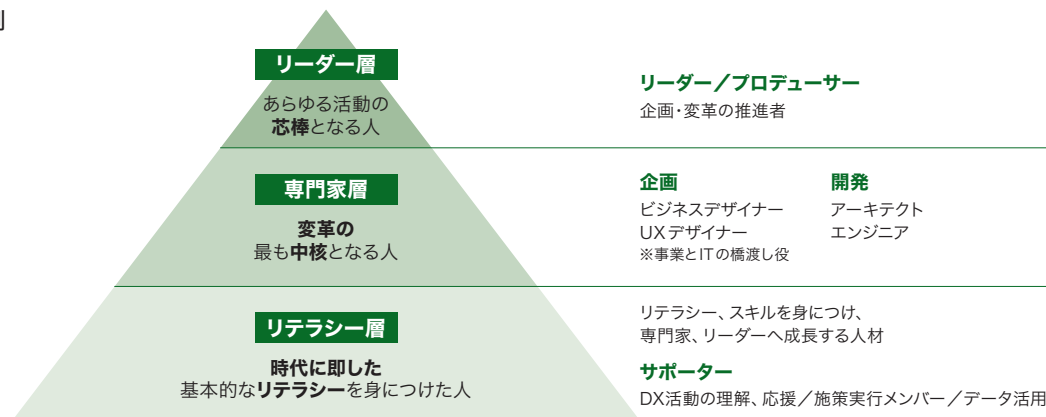 リーダー層
あらゆる活動の
芯棒となる人
リーダー／プロデューサー
企画・変革の推進者
専門家層
変革の
最も中核となる人
企画
ビジネスデザイナー
UXデザイナー
※事業とITの橋渡し役
開発
アーキテクト
エンジニア
リテラシー層
時代に即した
基本的なリテラシーを身につけた人
リテラシー、スキルを身につけ、
専門家、リーダーへ成長する人材
サポーター
DX活動の理解、応援／施策実行メンバー／データ活用